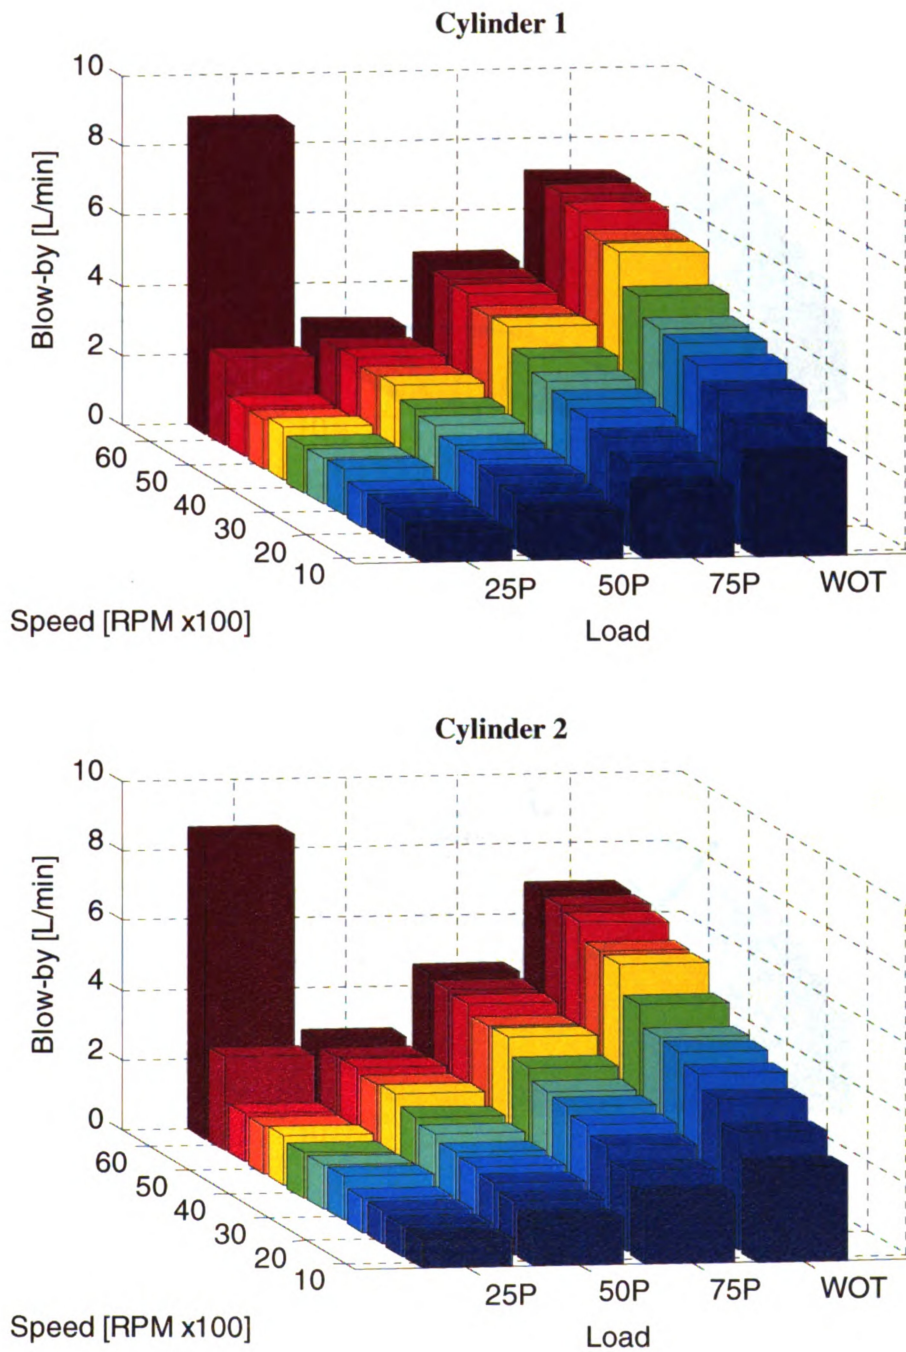 Cylinder 1
10
8
6
4
2
0
Blow-by [L/min]
60
50
40
30
20
10
25P
50P
75P
WOT
Speed [RPM x100]
Load
Cylinder 2
10
8
6
4
2
0
Blow-by [L/min]
60
50
40
30
20
10
25P
50P
75P
WOT
Speed [RPM x100]
Load